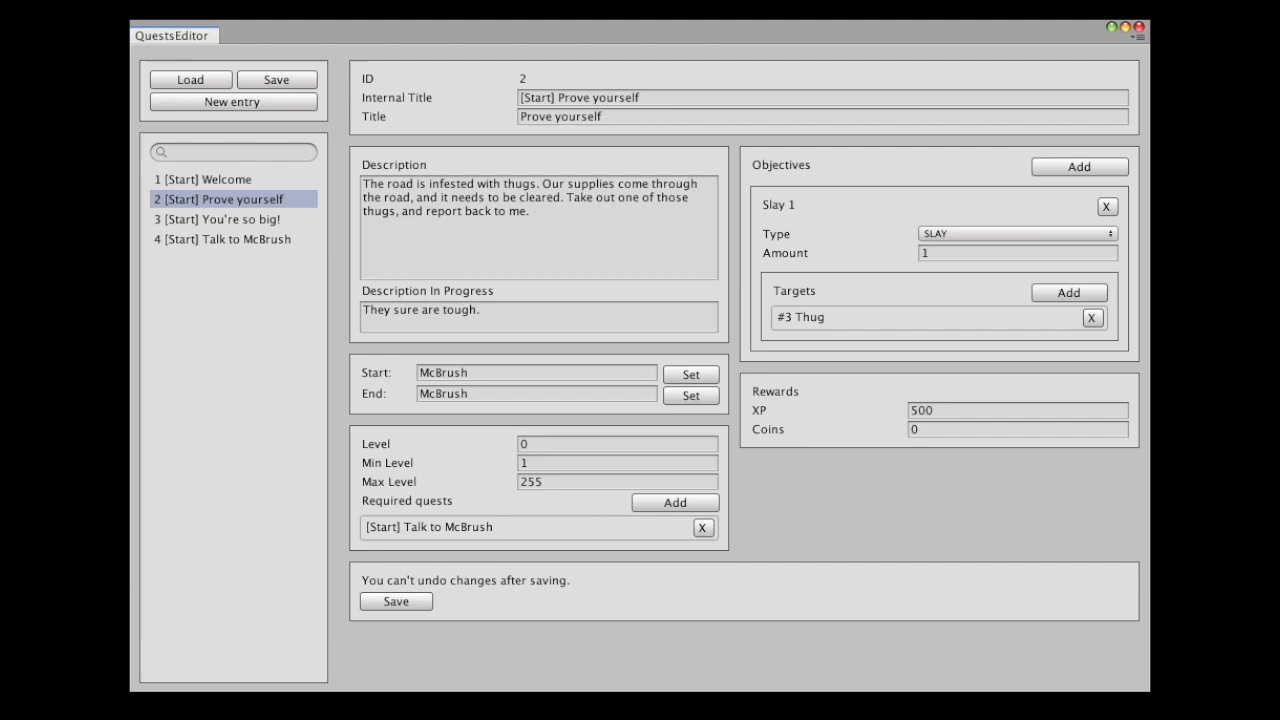 QuestsEditor
Load Save
New entry
1 [Start] Welcome
2 [Start] Prove yourself
3 [Start] You're so big!
4 [Start] Talk to McBrush
ID 2
Internal Title [Start] Prove yourself
Title Prove yourself
Description
The road is infested with thugs. Our supplies come through
the road, and it needs to be cleared. Take out one of those
thugs, and report back to me.
Description In Progress
They sure are tough.
Start: McBrush Set
End: McBrush Set
Level 0
Min Level 1
Max Level 255
Required quests Add
[Start] Talk to McBrush X
Objectives Add
Slay 1 X
Type SLAY
Amount 1
Targets Add
#3 Thug X
Rewards
XP 500
Coins 0
You can't undo changes after saving.
Save